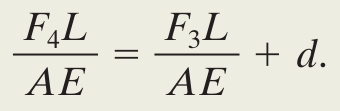 F₄L/AE = F₃L/AE + d.